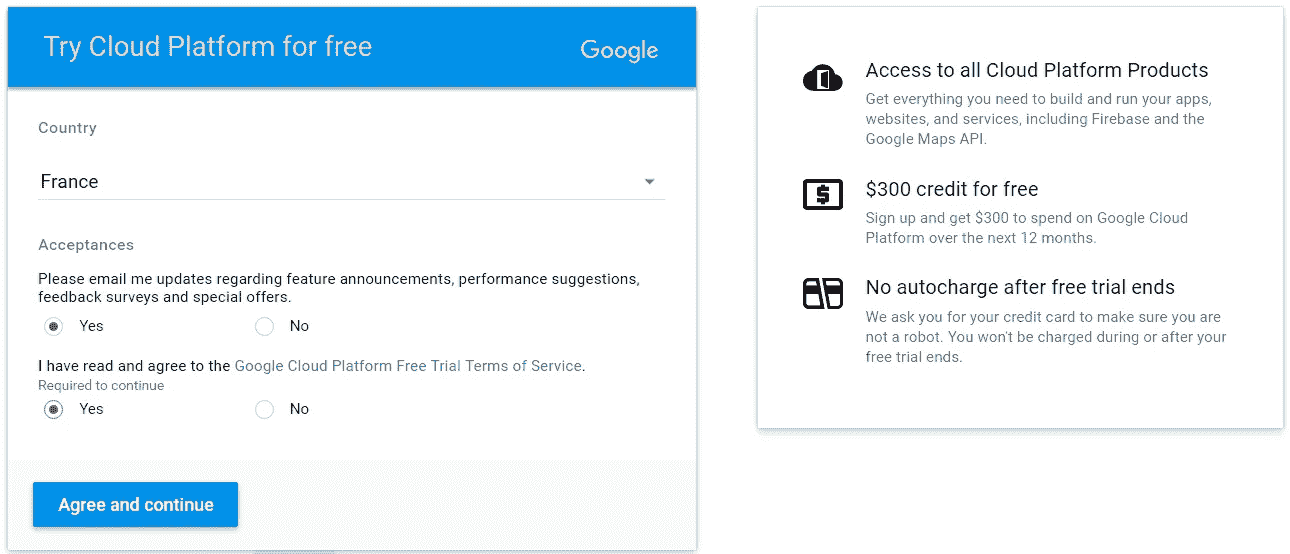 Try Cloud Platform for free
Google
Country
France
Acceptances
Please email me updates regarding feature announcements, performance suggestions,
feedback surveys and special offers.
Yes No
I have read and agree to the Google Cloud Platform Free Trial Terms of Service.
Required to continue
Yes No
Agree and continue
Access to all Cloud Platform Products
Get everything you need to build and run your apps,
websites, and services, including Firebase and the
Google Maps API.
$
$300 credit for free
Sign up and get $300 to spend on Google Cloud
Platform over the next 12 months.
No autocharge after free trial ends
We ask you for your credit card to make sure you are
not a robot. You won't be charged during or after your
free trial ends.